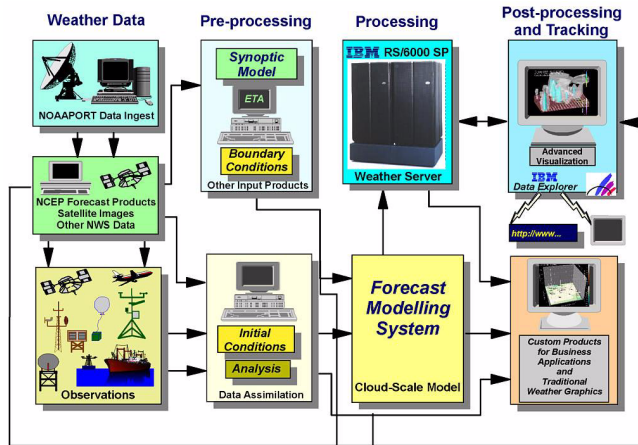 Weather Data
Pre-processing
Processing
Post-processing
and Tracking
NOAAPORT Data Ingest
Synoptic Model
ETA
Boundary
Conditions
Other Input Products
IBM RS/6000 SP
Weather Server
Advanced
Visualization
IBM
Data Explorer
http://www...
NCEP Forecast Products
Satellite Images
Other NWS Data
Observations
Initial
Conditions
Analysis
Data Assimilation
Forecast
Modelling
System
Cloud-Scale Model
Custom Products
for Business
Applications
and
Traditional
Weather Graphics